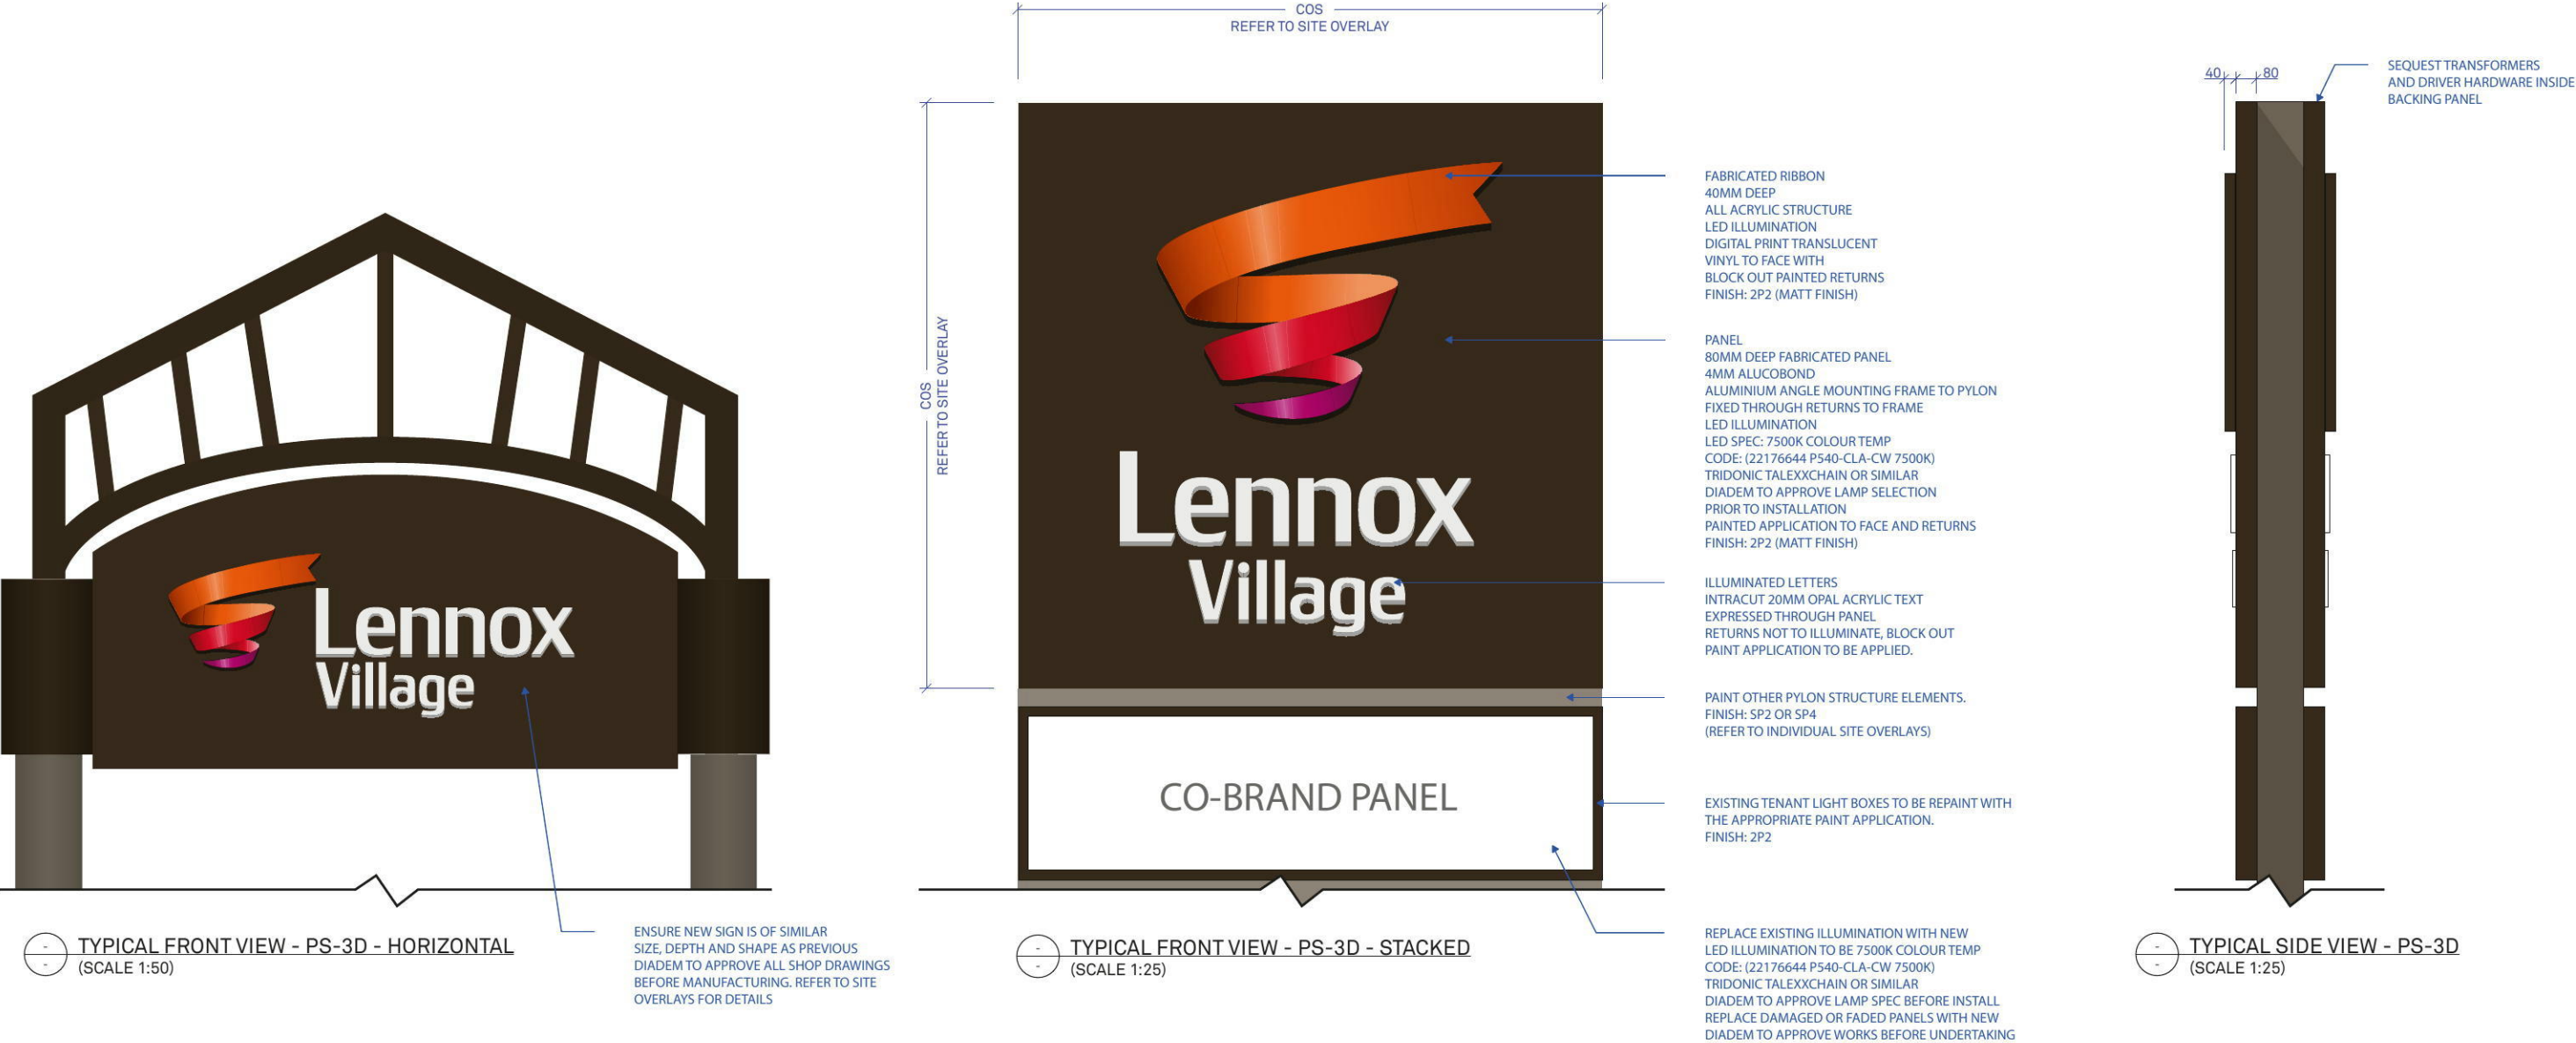 COS
REFER TO SITE OVERLAY
COS
REFER TO SITE OVERLAY
Lennox
Village
TYPICAL FRONT VIEW - PS-3D - HORIZONTAL
(SCALE 1:50)
ENSURE NEW SIGN IS OF SIMILAR
SIZE, DEPTH AND SHAPE AS PREVIOUS
DIADEM TO APPROVE ALL SHOP DRAWINGS
BEFORE MANUFACTURING. REFER TO SITE
OVERLAYS FOR DETAILS
Lennox
Village
CO-BRAND PANEL
TYPICAL FRONT VIEW - PS-3D - STACKED
(SCALE 1:25)
FABRICATED RIBBON
40MM DEEP
ALL ACRYLIC STRUCTURE
LED ILLUMINATION
DIGITAL PRINT TRANSLUCENT
VINYL TO FACE WITH
BLOCK OUT PAINTED RETURNS
FINISH: 2P2 (MATT FINISH)
PANEL
80MM DEEP FABRICATED PANEL
4MM ALUCOBOND
ALUMINIUM ANGLE MOUNTING FRAME TO PYLON
FIXED THROUGH RETURNS TO FRAME
LED ILLUMINATION
LED SPEC: 7500K COLOUR TEMP
CODE: (22176644 P540-CLA-CW 7500K)
TRIDONIC TALEXXCHAIN OR SIMILAR
DIADEM TO APPROVE LAMP SELECTION
PRIOR TO INSTALLATION
PAINTED APPLICATION TO FACE AND RETURNS
FINISH: 2P2 (MATT FINISH)
ILLUMINATED LETTERS
INTRACUT 20MM OPAL ACRYLIC TEXT
EXPRESSED THROUGH PANEL
RETURNS NOT TO ILLUMINATE, BLOCK OUT
PAINT APPLICATION TO BE APPLIED.
PAINT OTHER PYLON STRUCTURE ELEMENTS.
FINISH: SP2 OR SP4
(REFER TO INDIVIDUAL SITE OVERLAYS)
EXISTING TENANT LIGHT BOXES TO BE REPAINT WITH
THE APPROPRIATE PAINT APPLICATION.
FINISH: 2P2
REPLACE EXISTING ILLUMINATION WITH NEW
LED ILLUMINATION TO BE 7500K COLOUR TEMP
CODE: (22176644 P540-CLA-CW 7500K)
TRIDONIC TALEXXCHAIN OR SIMILAR
DIADEM TO APPROVE LAMP SPEC BEFORE INSTALL
REPLACE DAMAGED OR FADED PANELS WITH NEW
DIADEM TO APPROVE WORKS BEFORE UNDERTAKING
40 80
SEQUEST TRANSFORMERS
AND DRIVER HARDWARE INSIDE
BACKING PANEL
TYPICAL SIDE VIEW - PS-3D
(SCALE 1:25)